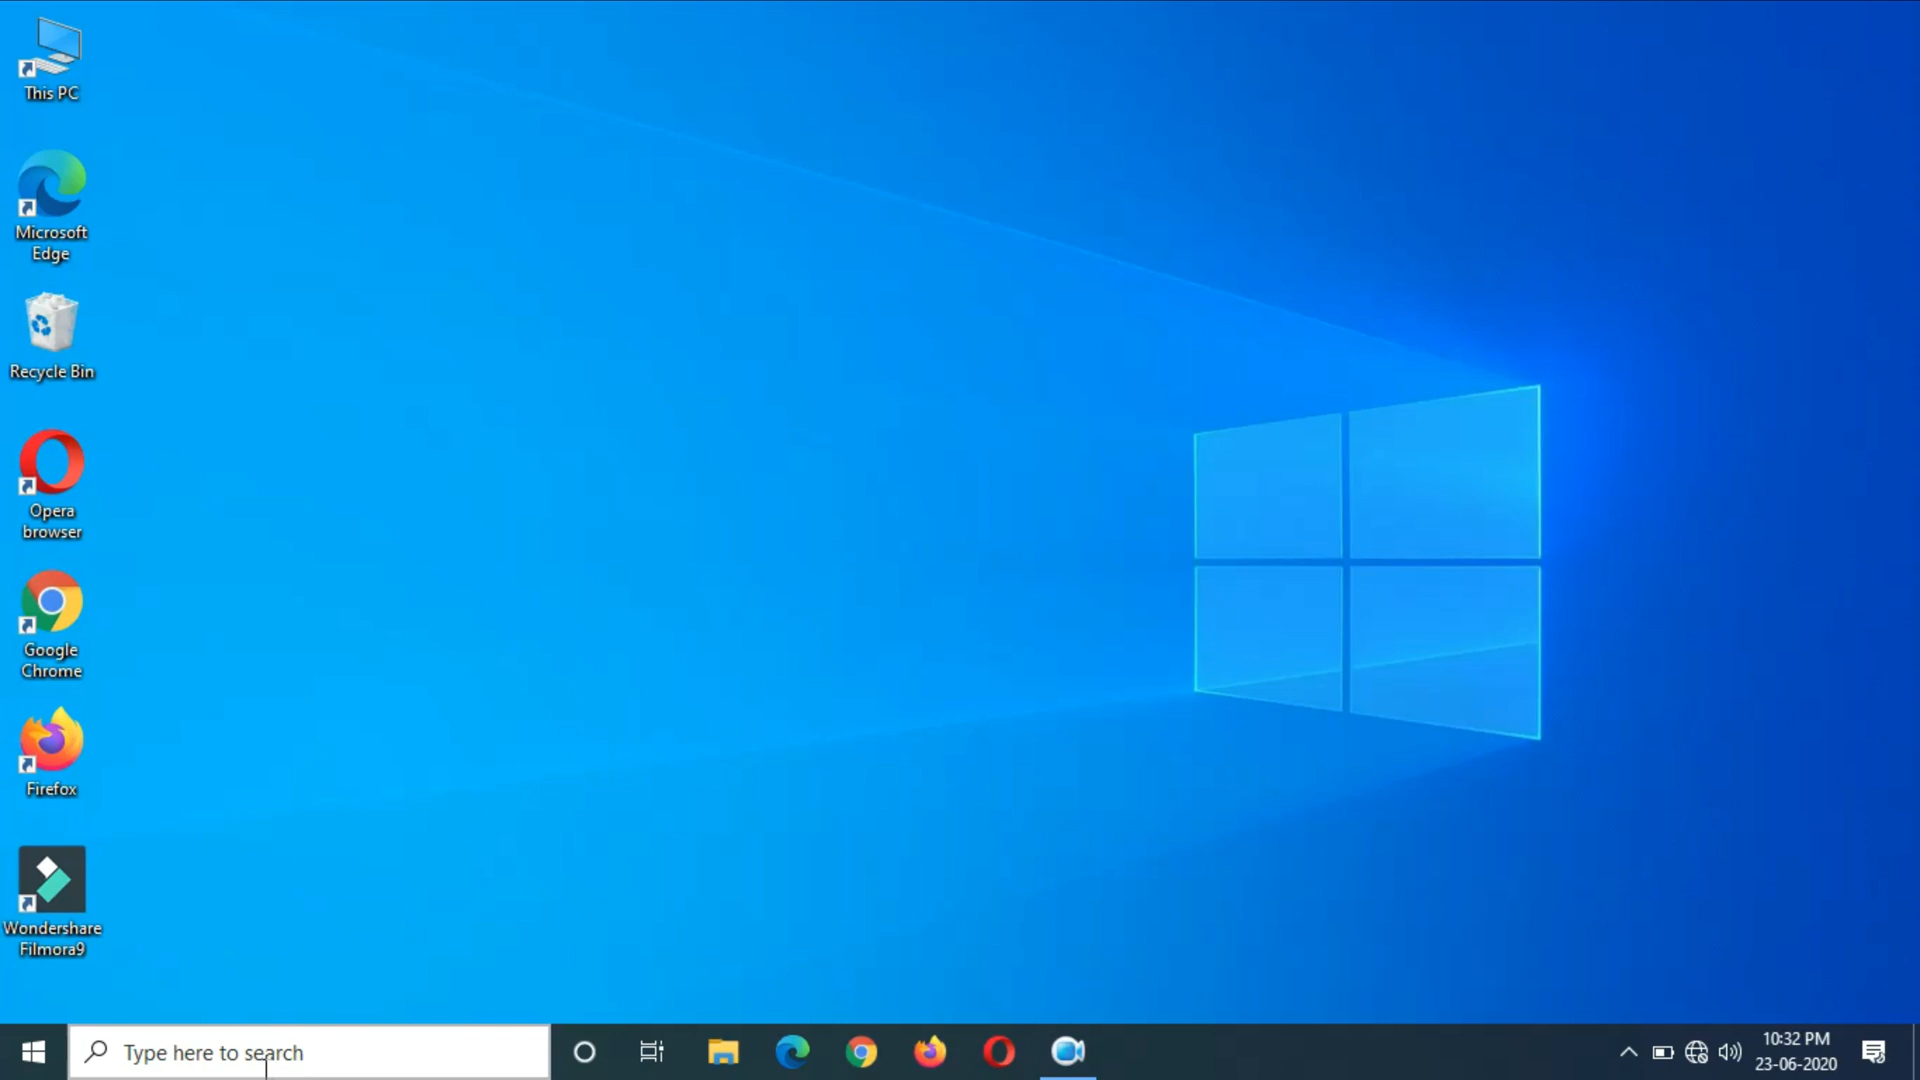 This PC
Microsoft
Edge
Recycle Bin
Opera
browser
Google
Chrome
Firefox
Wondershare
Filmora9
Type here to search
10:32 PM
23-06-2020